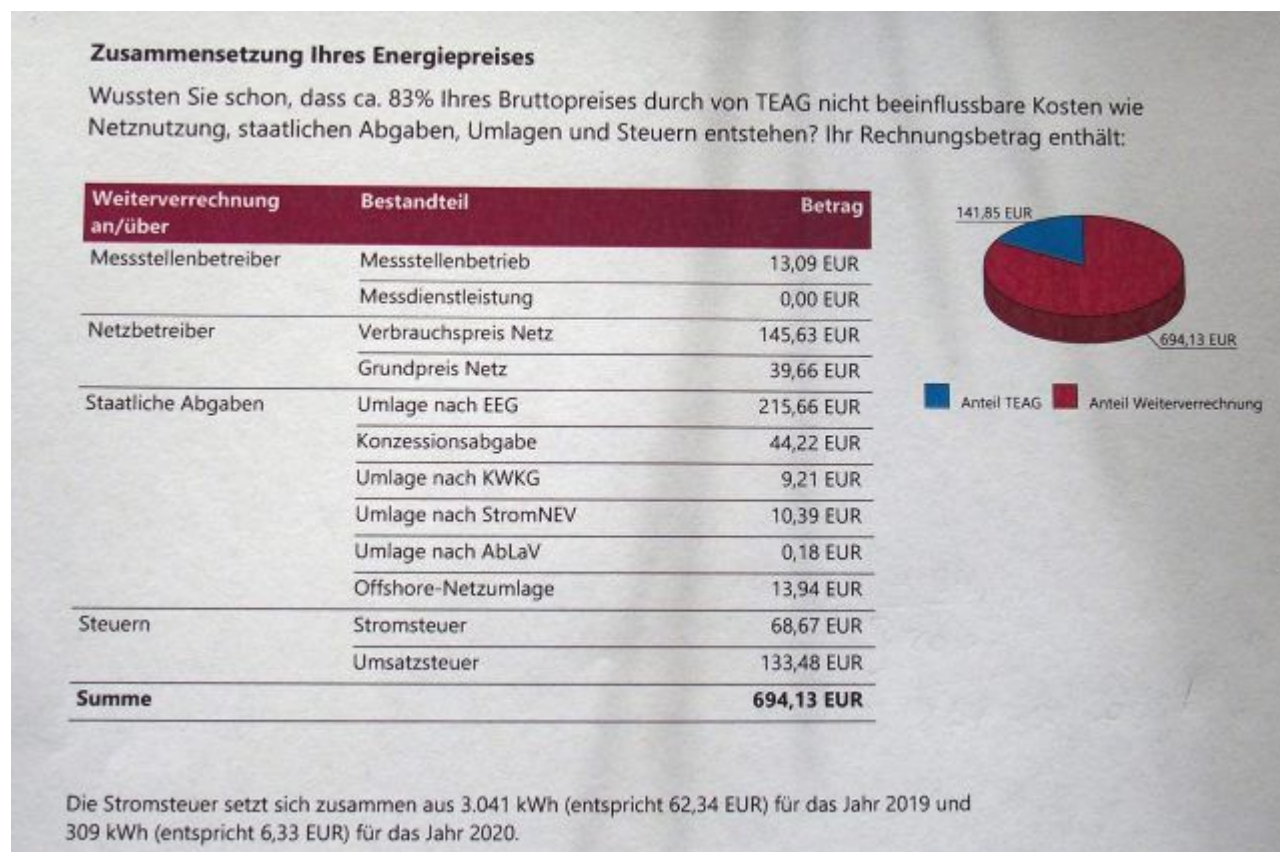 Zusammensetzung Ihres Energiepreises
Wussten Sie schon, dass ca. 83% Ihres Bruttopreises durch von TEAG nicht beeinflussbare Kosten wie
Netznutzung, staatlichen Abgaben, Umlagen und Steuern entstehen? Ihr Rechnungsbetrag enthält:
Weiterverrechnung an/über Bestandteil Betrag
Messstellenbetreiber Messstellenbetrieb 13,09 EUR
Messdienstleistung 0,00 EUR
Netzbetreiber Verbrauchspreis Netz 145,63 EUR
Grundpreis Netz 39,66 EUR
Staatliche Abgaben Umlage nach EEG 215,66 EUR
Konzessionsabgabe 44,22 EUR
Umlage nach KWKG 9,21 EUR
Umlage nach StromNEV 10,39 EUR
Umlage nach AbLaV 0,18 EUR
Offshore-Netzumlage 13,94 EUR
Steuern Stromsteuer 68,67 EUR
Umsatzsteuer 133,48 EUR
Summe 694,13 EUR
141,85 EUR
694,13 EUR
Anteil TEAG Anteil Weiterverrechnung
Die Stromsteuer setzt sich zusammen aus 3.041 kWh (entspricht 62,34 EUR) für das Jahr 2019 und
309 kWh (entspricht 6,33 EUR) für das Jahr 2020.